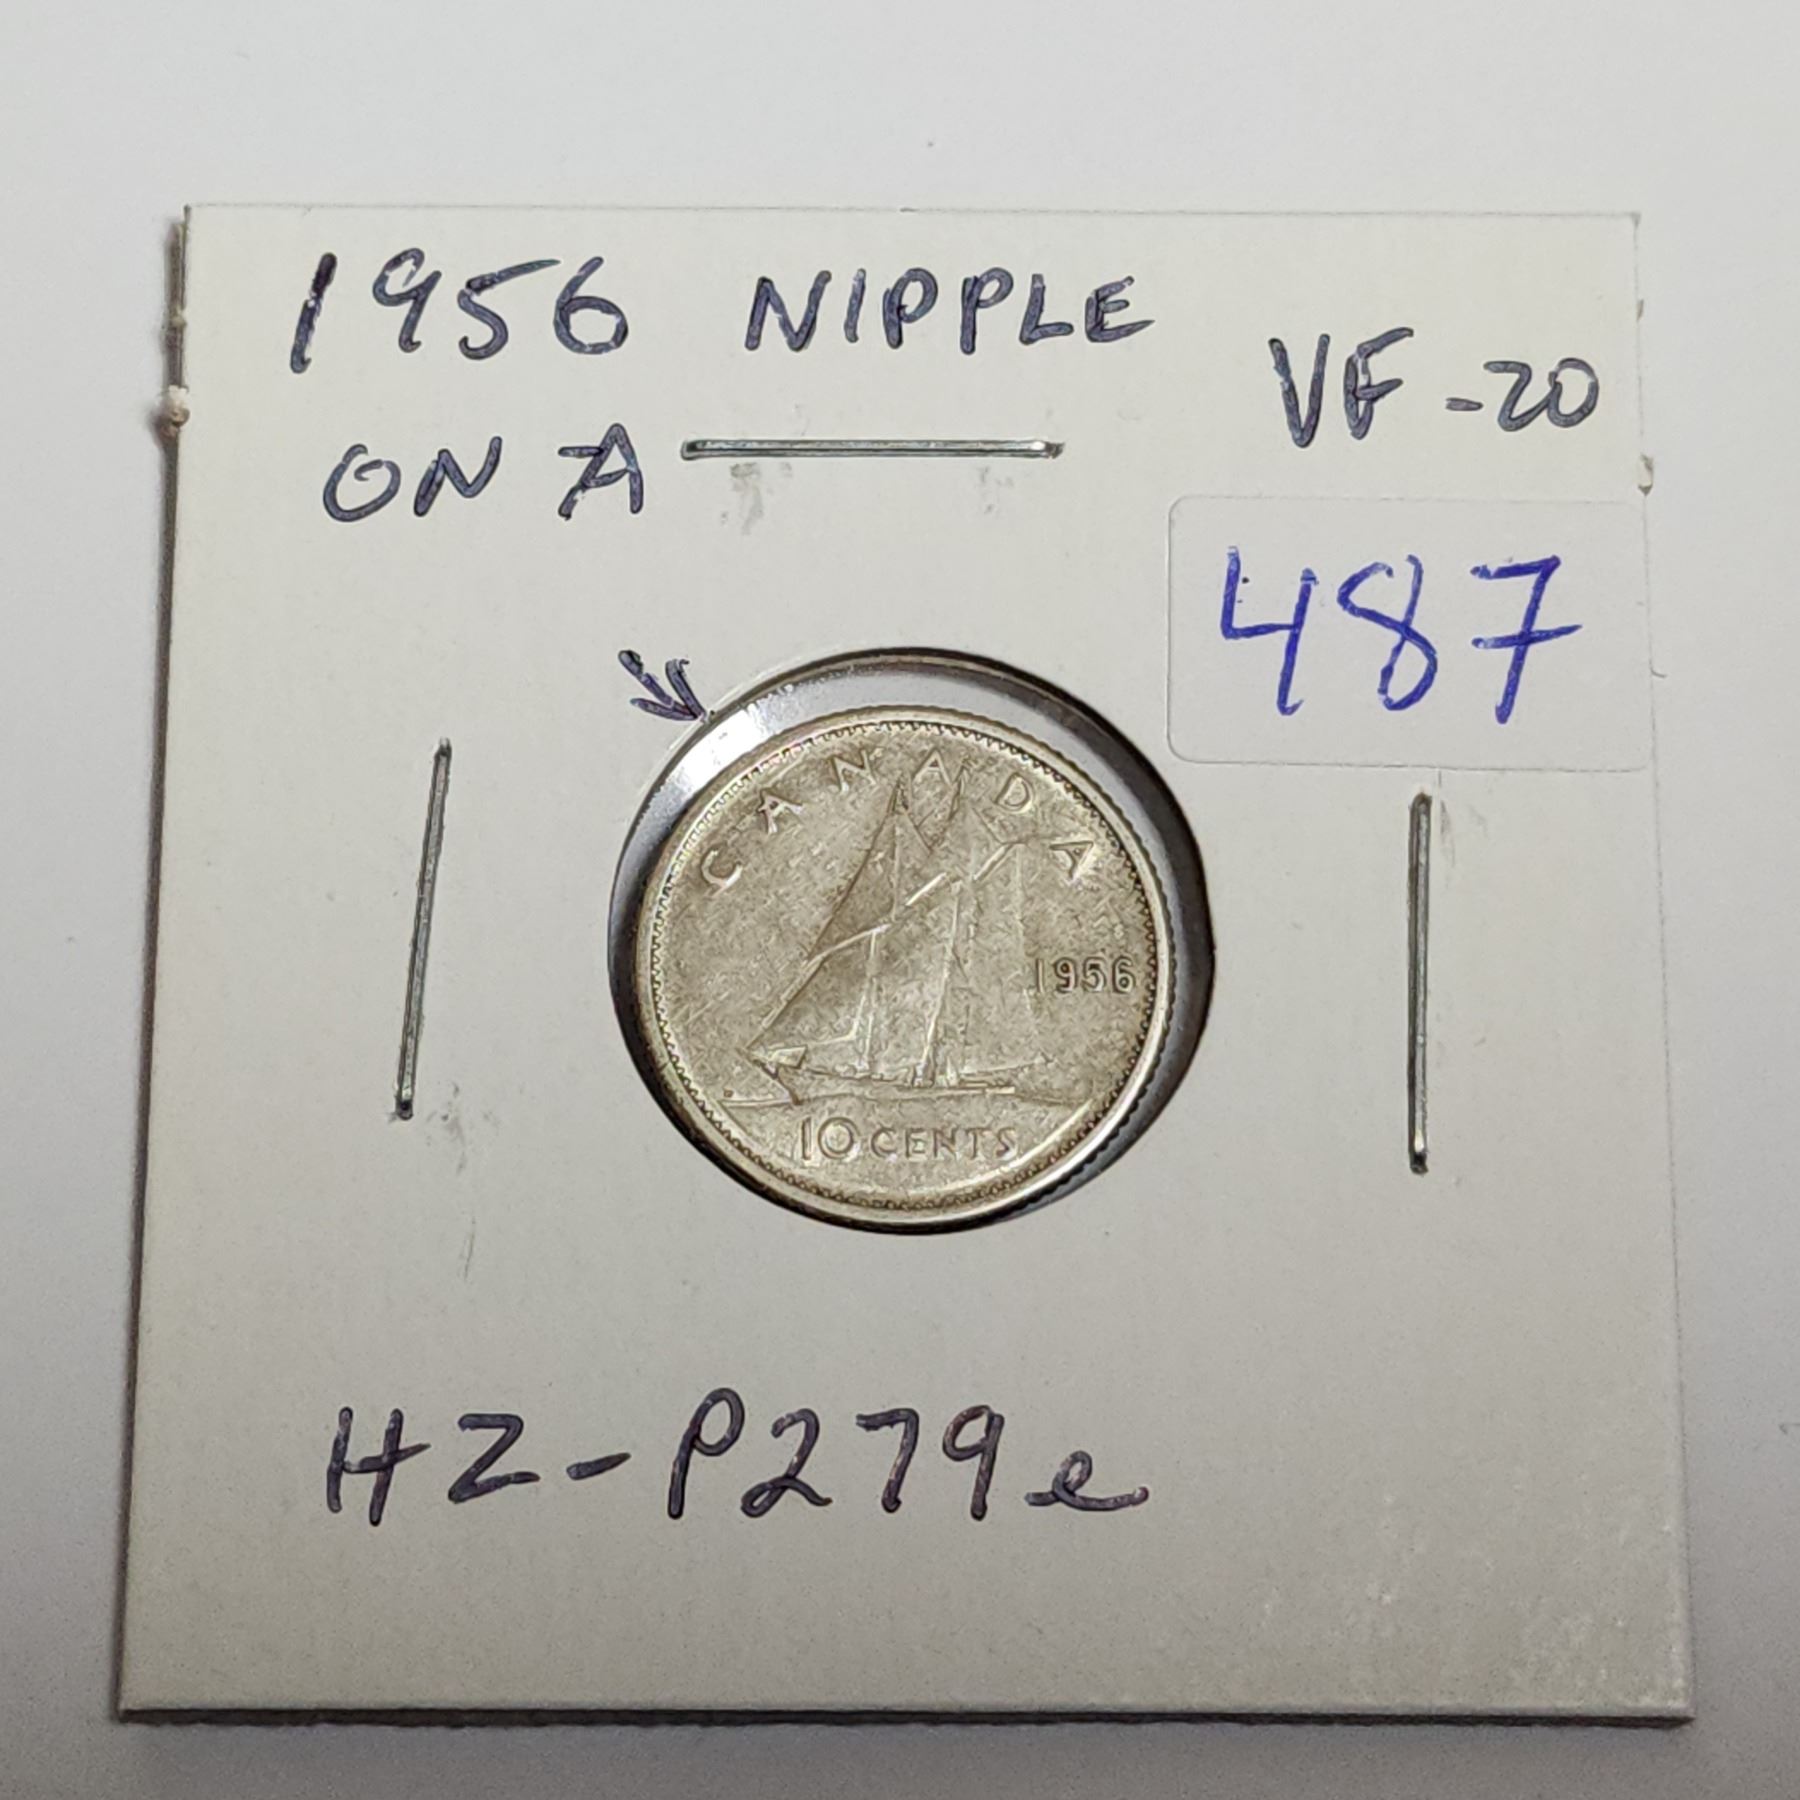 1956 NIPPLE
ON A
VF-20
487
CANADA
1956
10 CENTS
HZ-P279e